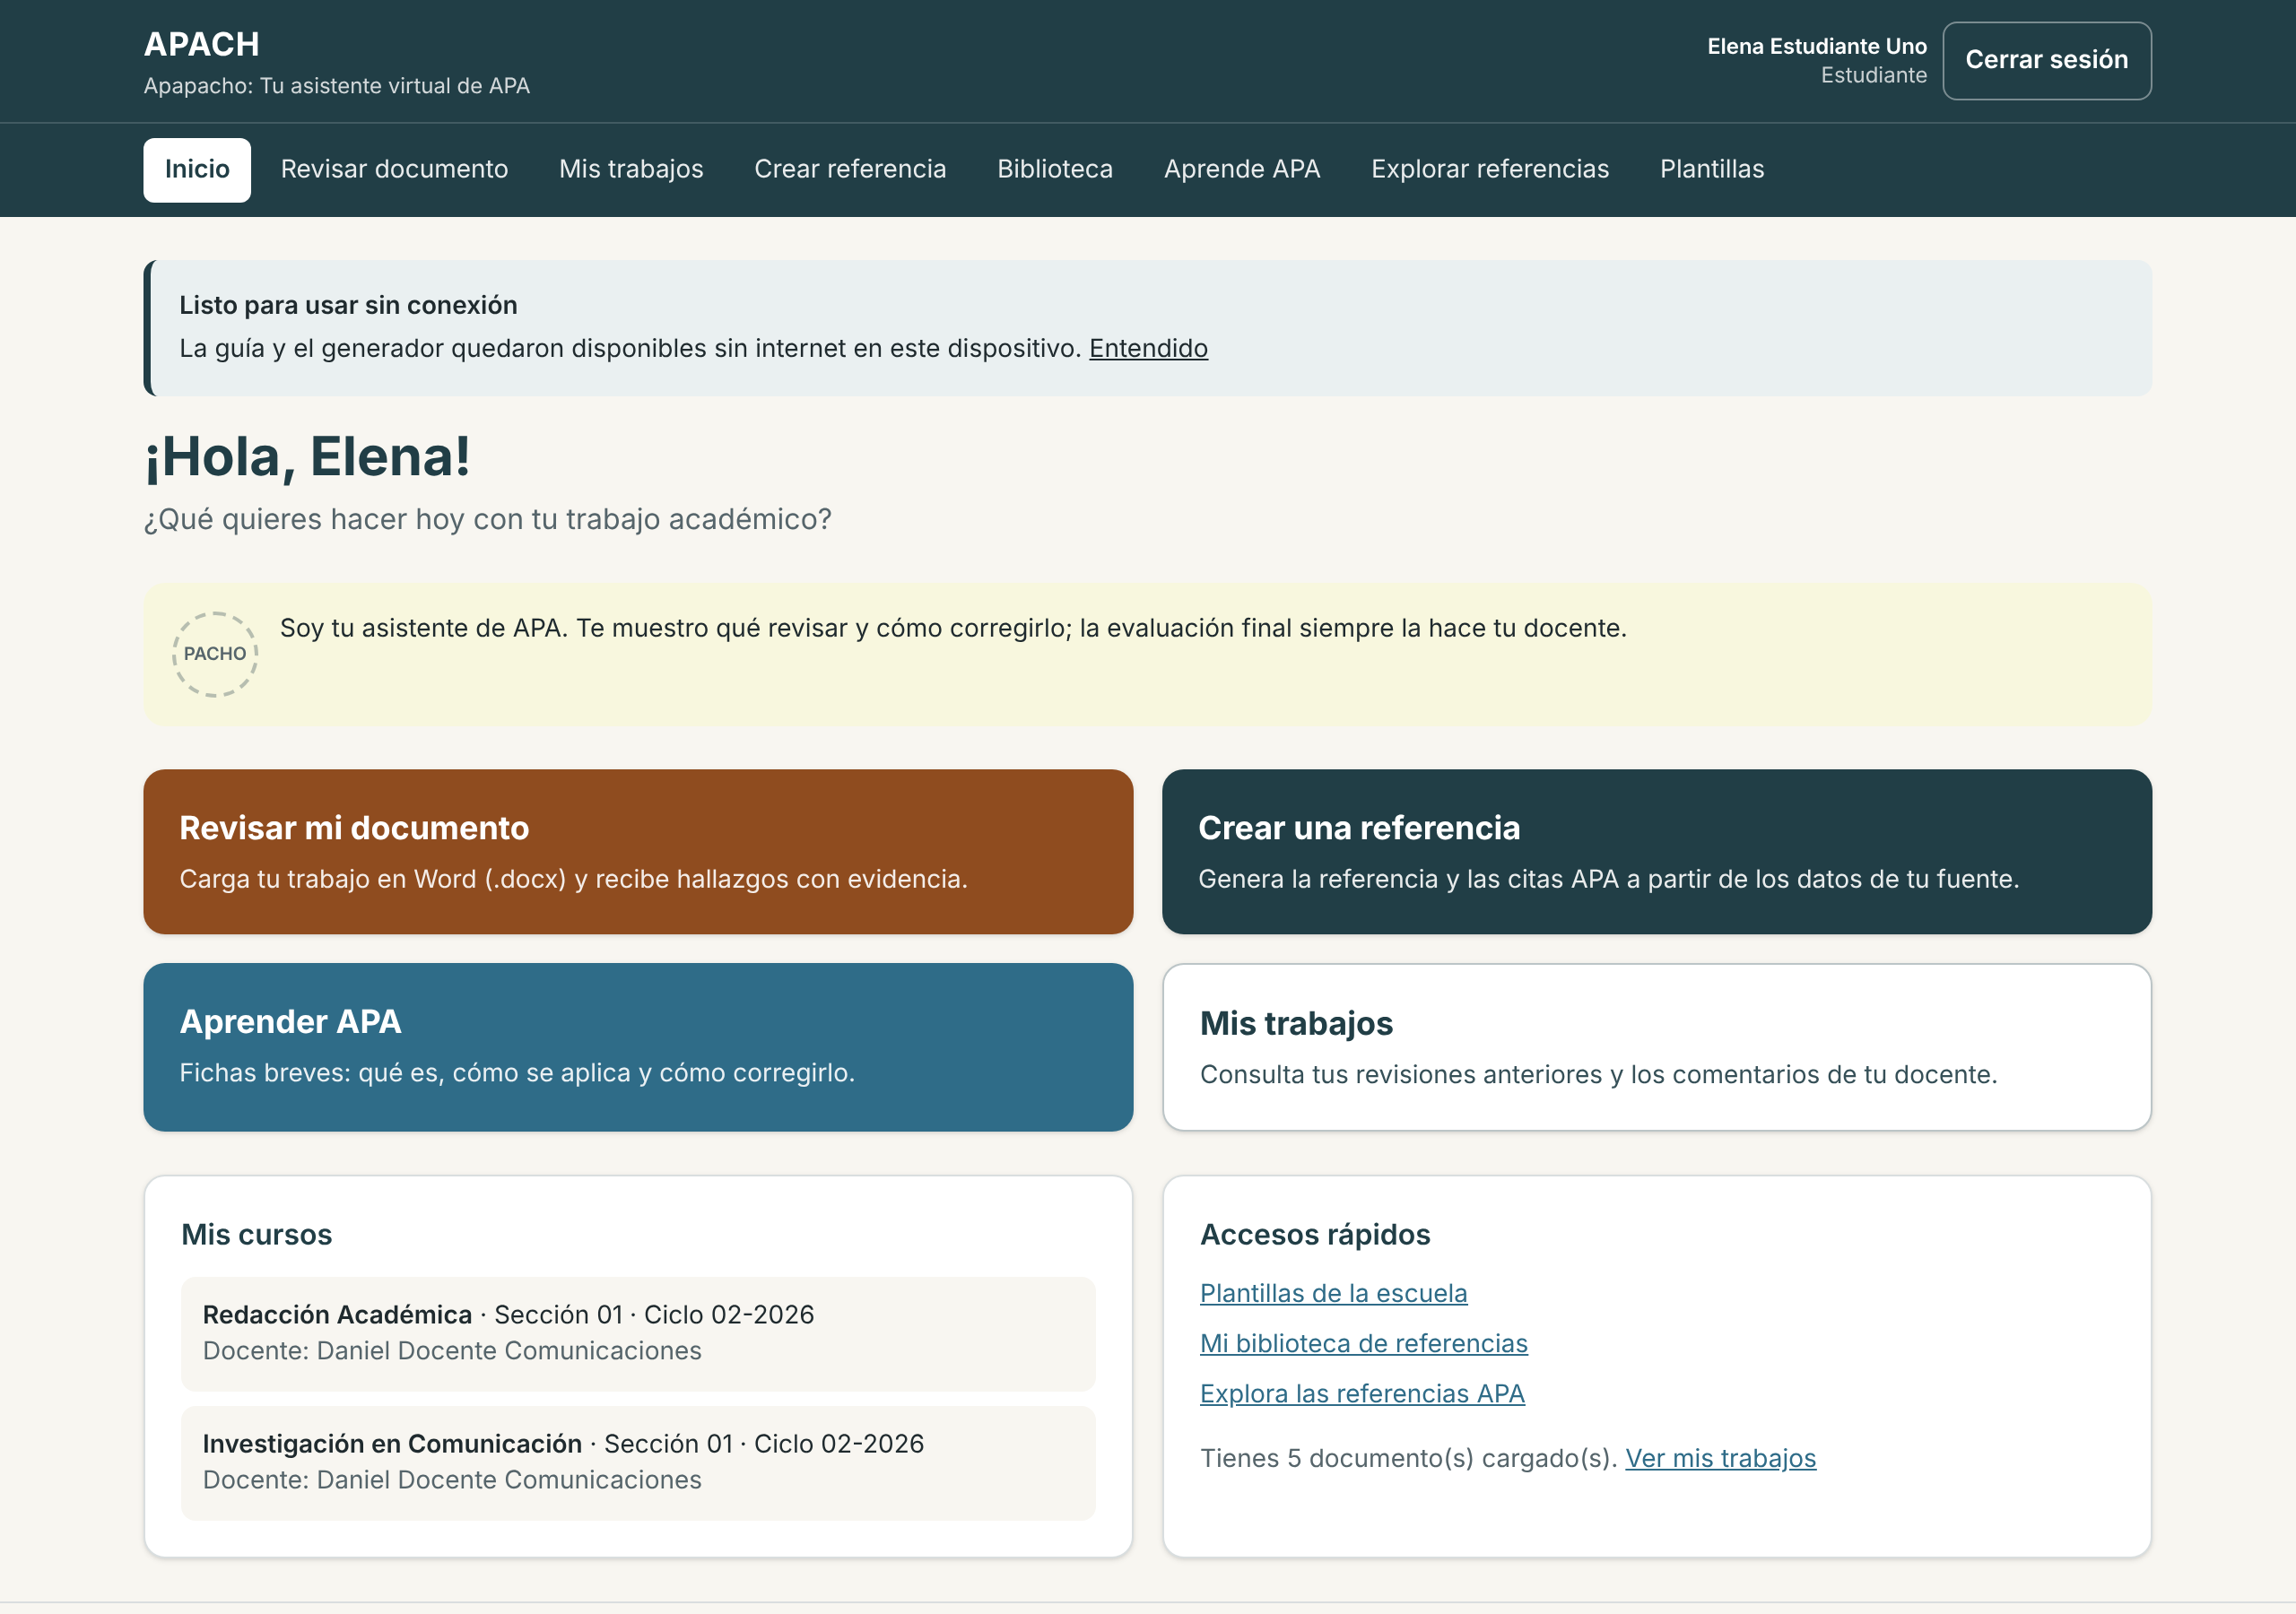 APACH
Apapacho: Tu asistente virtual de APA
Elena Estudiante Uno
Estudiante
Cerrar sesión
Inicio
Revisar documento
Mis trabajos
Crear referencia
Biblioteca
Aprende APA
Explorar referencias
Plantillas
Listo para usar sin conexión
La guía y el generador quedaron disponibles sin internet en este dispositivo. Entendido
¡Hola, Elena!
¿Qué quieres hacer hoy con tu trabajo académico?
PACHO
Soy tu asistente de APA. Te muestro qué revisar y cómo corregirlo; la evaluación final siempre la hace tu docente.
Revisar mi documento
Carga tu trabajo en Word (.docx) y recibe hallazgos con evidencia.
Crear una referencia
Genera la referencia y las citas APA a partir de los datos de tu fuente.
Aprender APA
Fichas breves: qué es, cómo se aplica y cómo corregirlo.
Mis trabajos
Consulta tus revisiones anteriores y los comentarios de tu docente.
Mis cursos
Redacción Académica · Sección 01 · Ciclo 02-2026
Docente: Daniel Docente Comunicaciones
Investigación en Comunicación · Sección 01 · Ciclo 02-2026
Docente: Daniel Docente Comunicaciones
Accesos rápidos
Plantillas de la escuela
Mi biblioteca de referencias
Explora las referencias APA
Tienes 5 documento(s) cargado(s). Ver mis trabajos